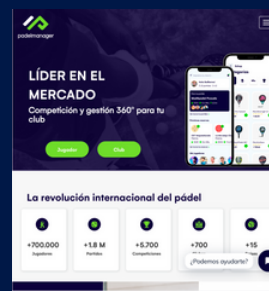 padelmanager
LÍDER EN EL
MERCADO
Competición y gestión 360º para tu
club
Jugador
Club
La revolución internacional del pádel
+700.000
Jugadores
+1.8 M
Partidos
+5.700
Competiciones
+700
+15
¿Podemos ayudarte?